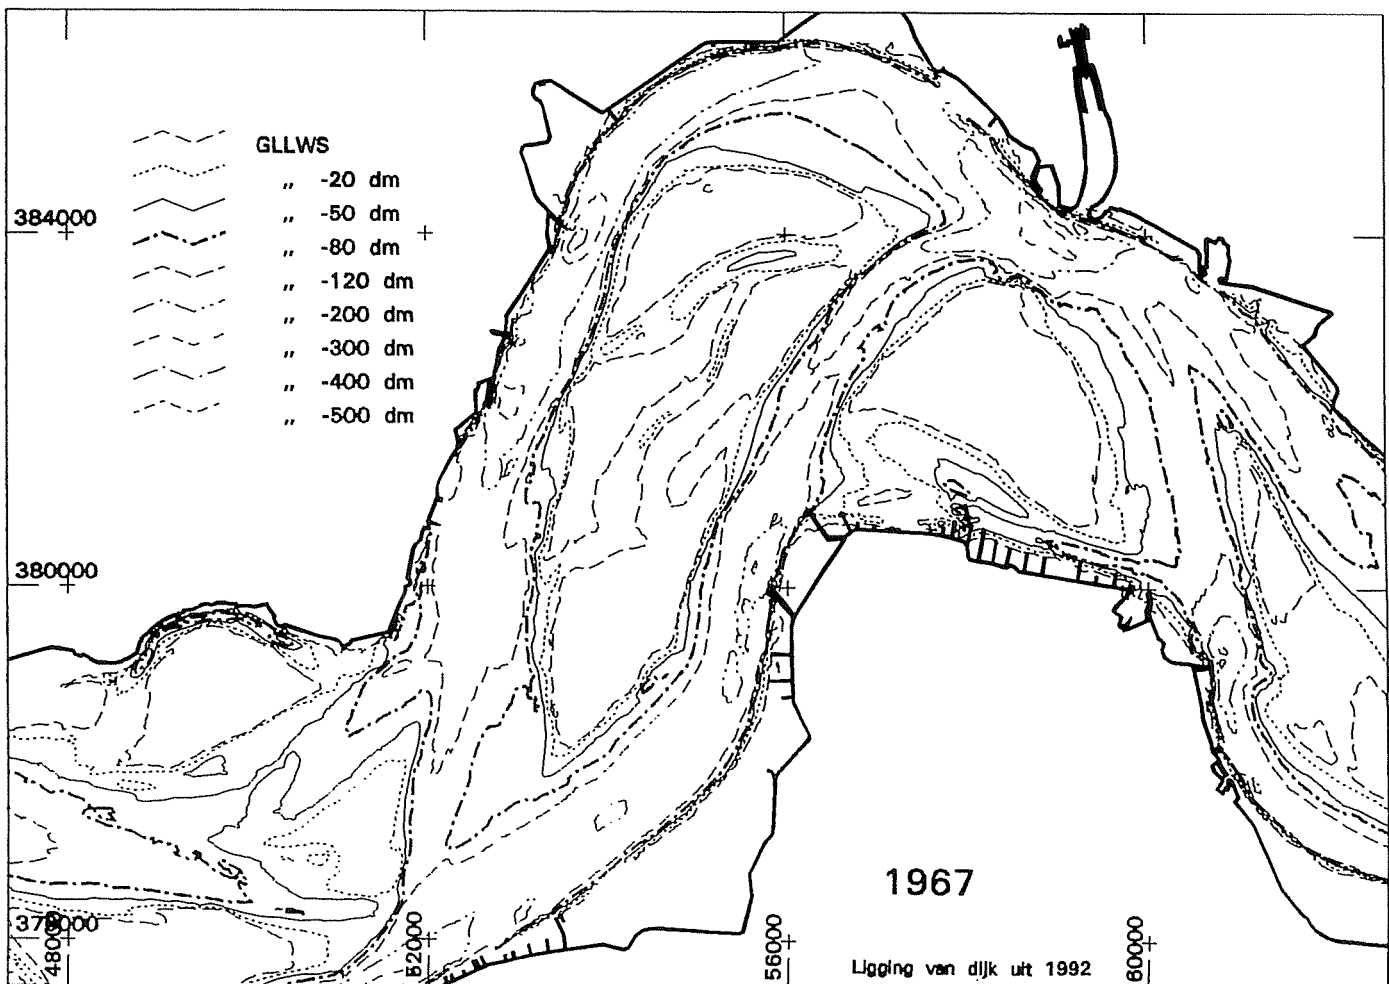 GLLWS
„ -20 dm
„ -50 dm
384000
„ -80 dm
„ -120 dm
„ -200 dm
„ -300 dm
„ -400 dm
„ -500 dm
380000
1967
376000
48000
52000
56000
60000
Ligging van dijk uit 1992